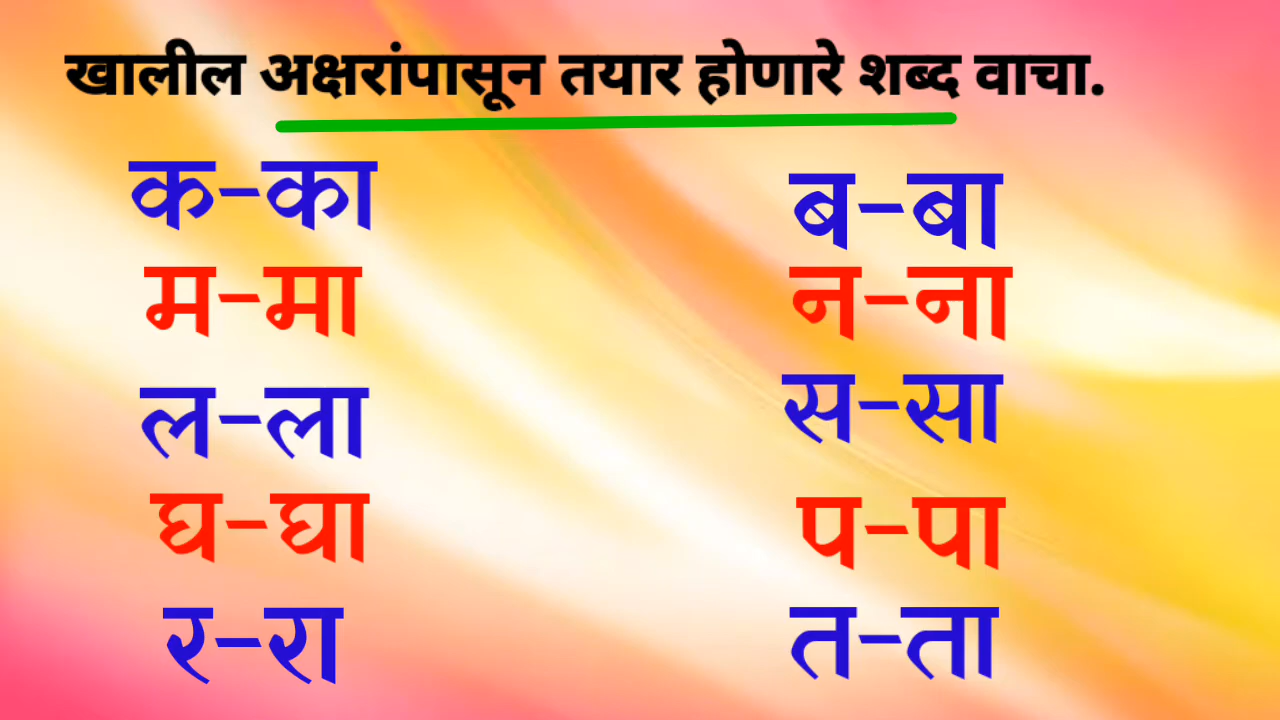 खालील अक्षरांपासून तयार होणारे शब्द वाचा.
क-का
म-मा
ल-ला
घ-घा
र-रा
ब-बा
न-ना
स-सा
प-पा
त-ता